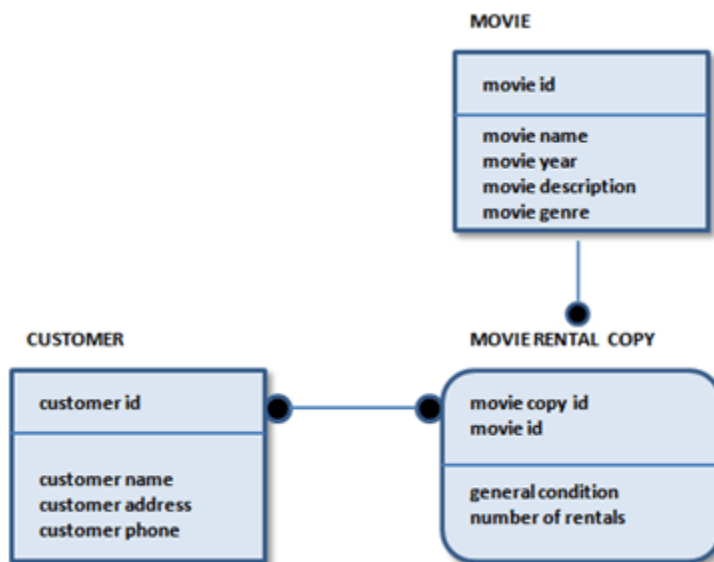 MOVIE
movie id
movie name
movie year
movie description
movie genre
CUSTOMER
customer id
customer name
customer address
customer phone
MOVIE RENTAL COPY
movie copy id
movie id
general condition
number of rentals